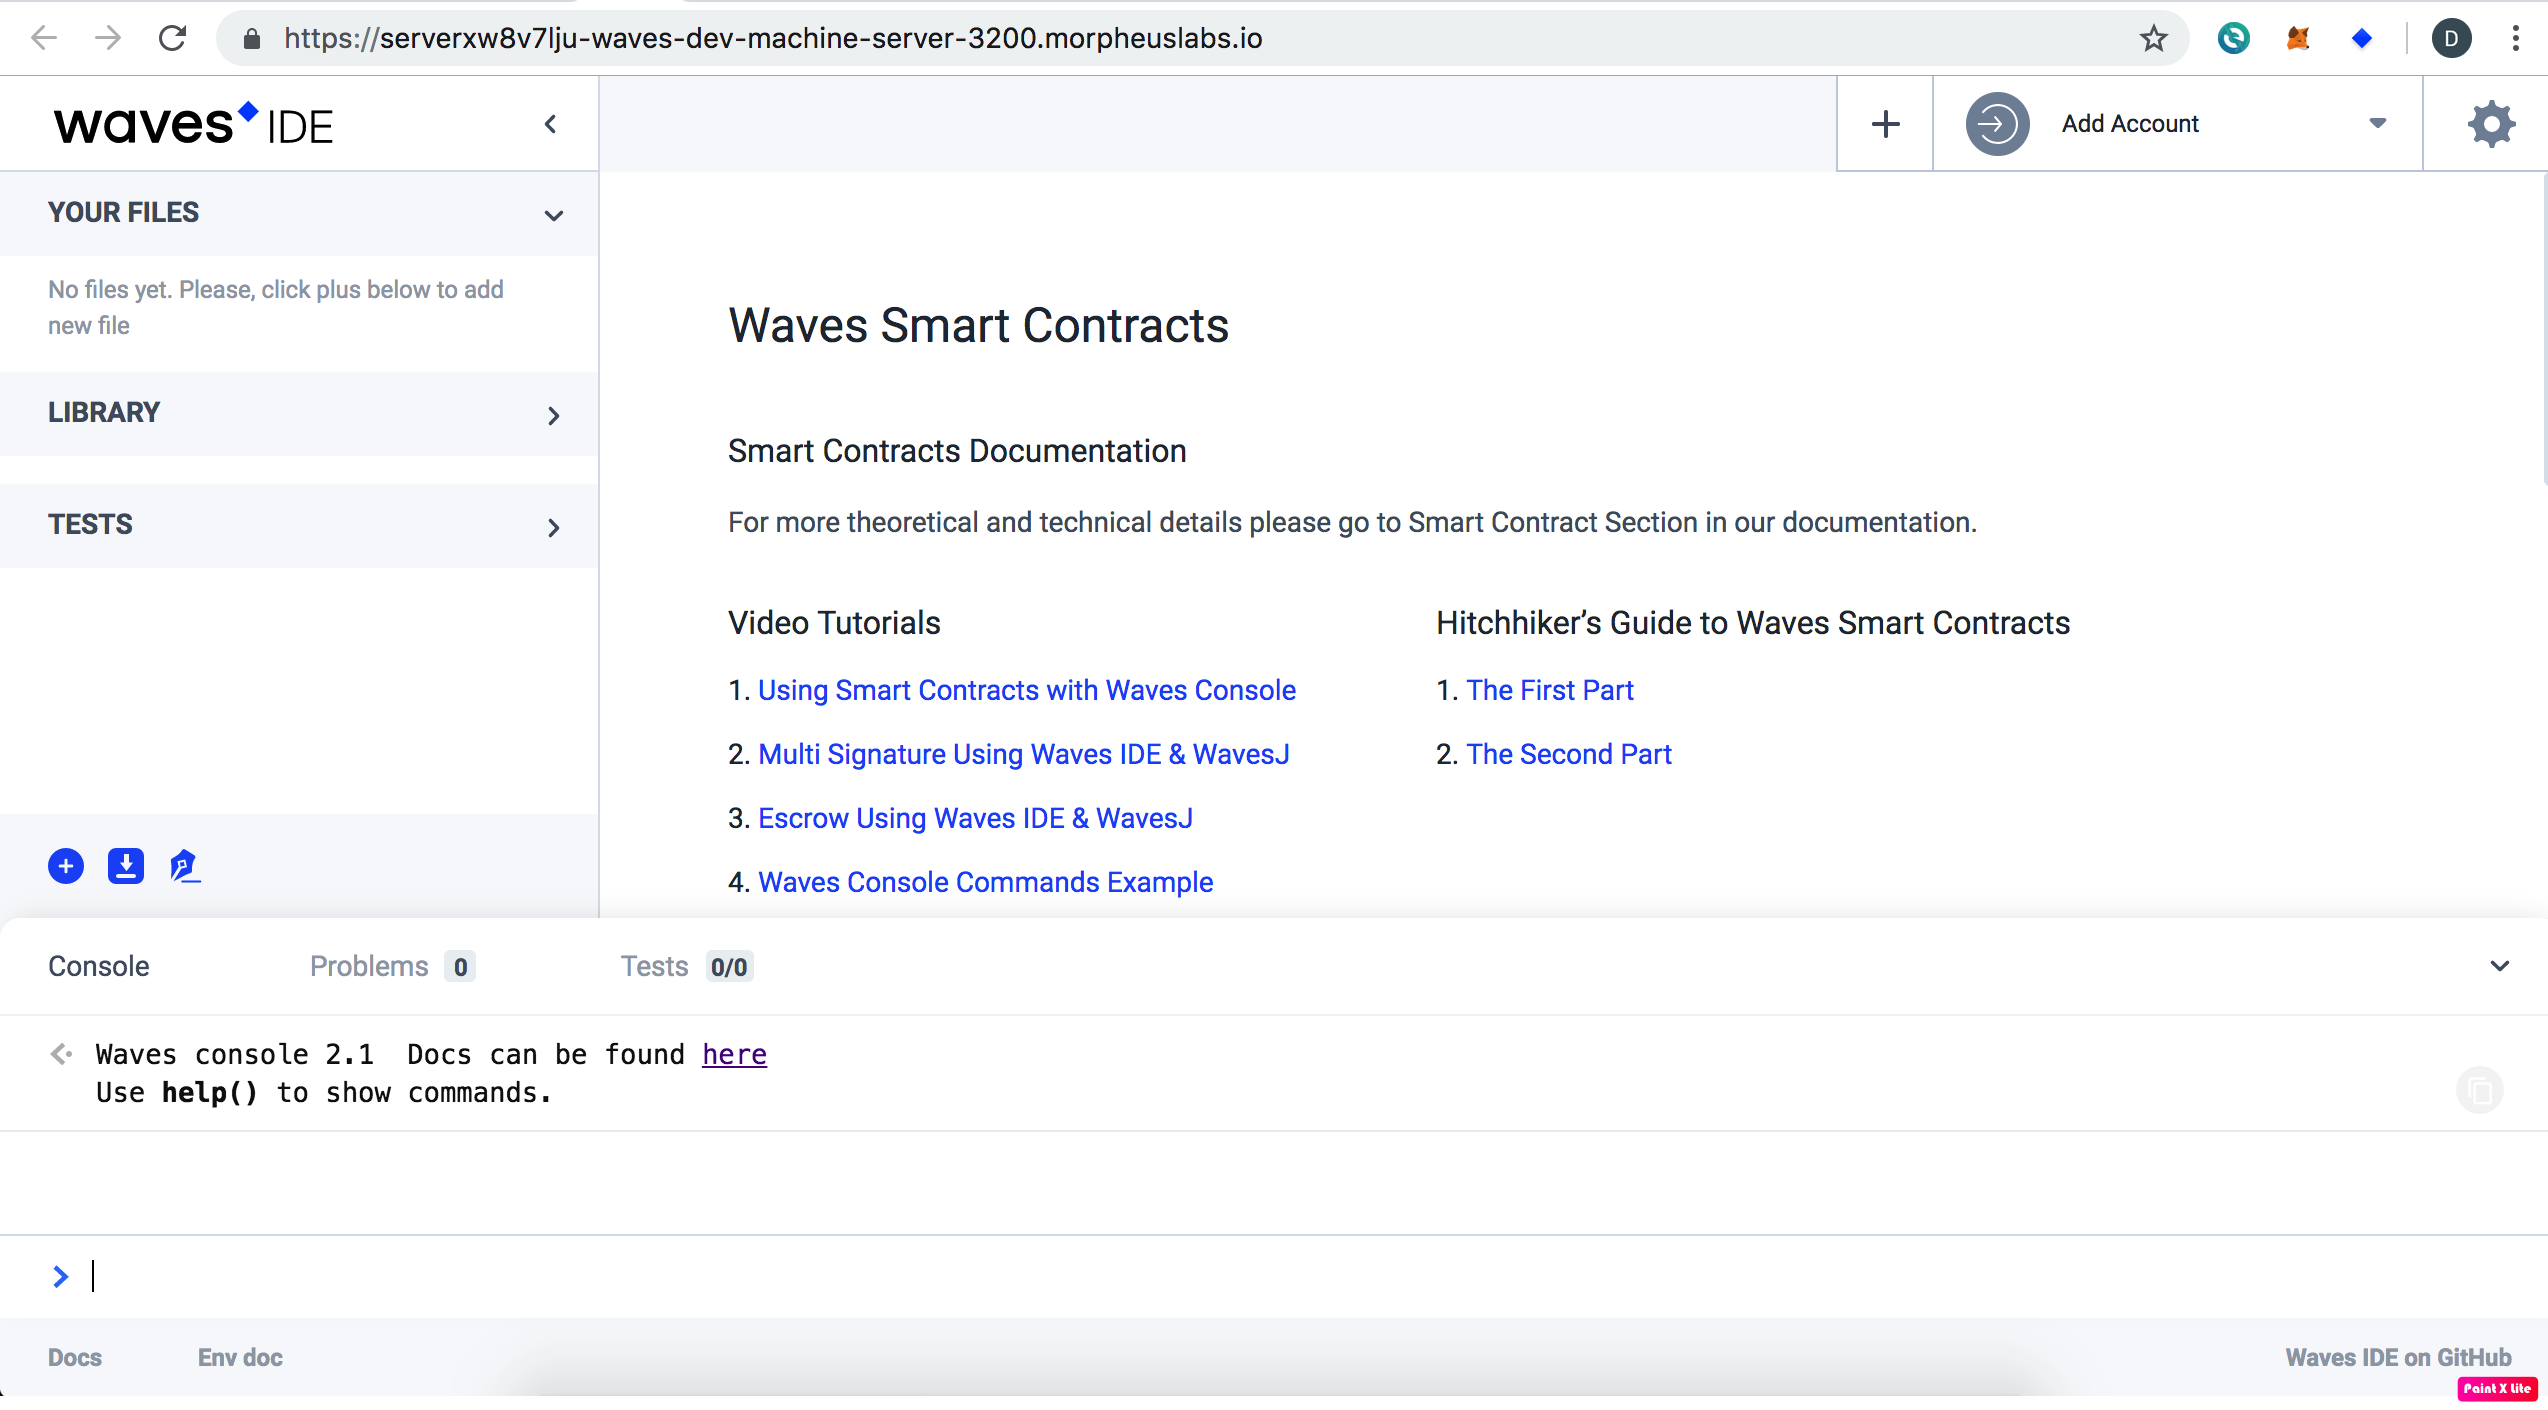 https://serverxw8v7lju-waves-dev-machine-server-3200.morpheuslabs.io
D
waves IDE
Add Account
YOUR FILES
No files yet. Please, click plus below to add
new file
LIBRARY
TESTS
Waves Smart Contracts
Smart Contracts Documentation
For more theoretical and technical details please go to Smart Contract Section in our documentation.
Video Tutorials
1. Using Smart Contracts with Waves Console
2. Multi Signature Using Waves IDE & WavesJ
3. Escrow Using Waves IDE & WavesJ
4. Waves Console Commands Example
Hitchhiker’s Guide to Waves Smart Contracts
1. The First Part
2. The Second Part
Console Problems 0 Tests 0/0
Waves console 2.1 Docs can be found here
Use help() to show commands.
Docs Env doc Waves IDE on GitHub
Paint X Lite